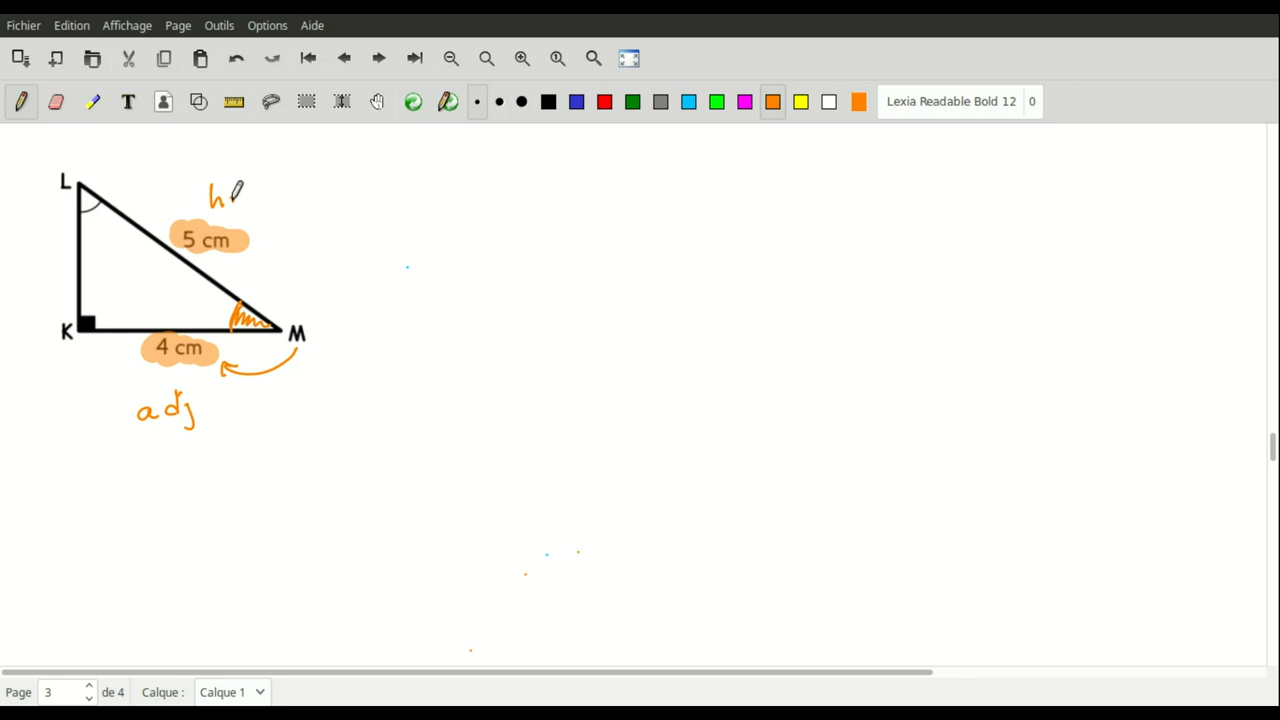 Fichier Edition Affichage Page Outils Options Aide
Lexia Readable Bold 12 0
L
h
5 cm
K
M
4 cm
adj
Page 3 de 4 Calque : Calque 1